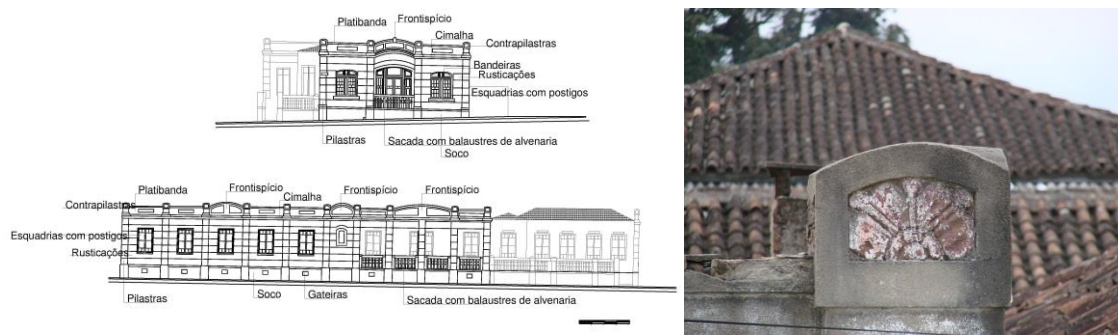 Platibanda Frontispício
Cimalha
Contrapilastras
Bandeiras
Rusticações
Esquadrias com postigos
Pilastras Sacada com balaustres de alvenaria
Soco
Platibanda Frontispício Frontispício Frontispício
Contrapilastras Cimalha
Esquadrias com postigos
Rusticações
Pilastras Soco Gateiras Sacada com balaustres de alvenaria